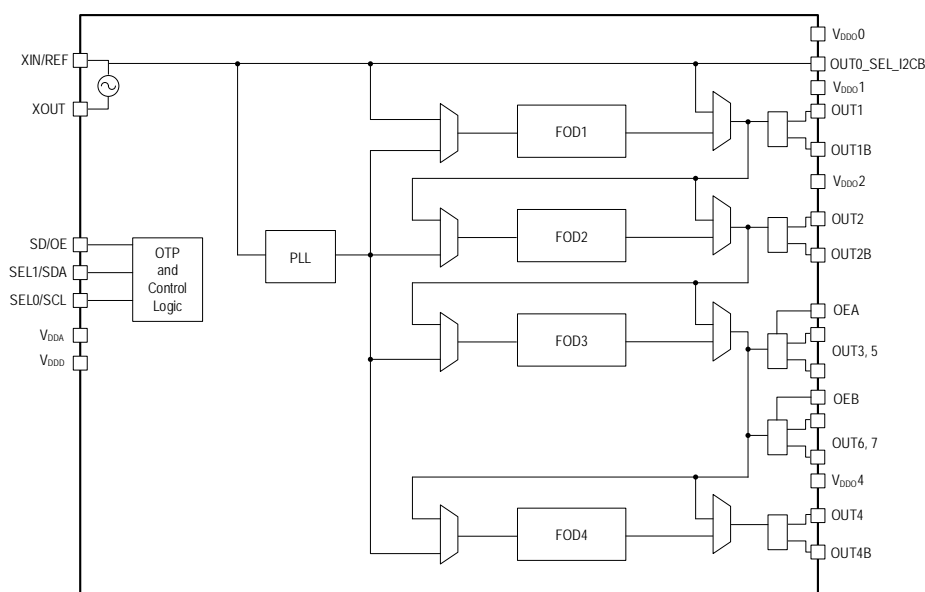 XIN/REF
XOUT
SD/OE
SEL1/SDA
SEL0/SCL
VDDA
VDDD
OTP
and
Control
Logic
PLL
FOD1
FOD2
FOD3
FOD4
VDDO0
OUT0_SEL_I2CB
VDDO1
OUT1
OUT1B
VDDO2
OUT2
OUT2B
OEA
OUT3, 5
OEB
OUT6, 7
VDDO4
OUT4
OUT4B